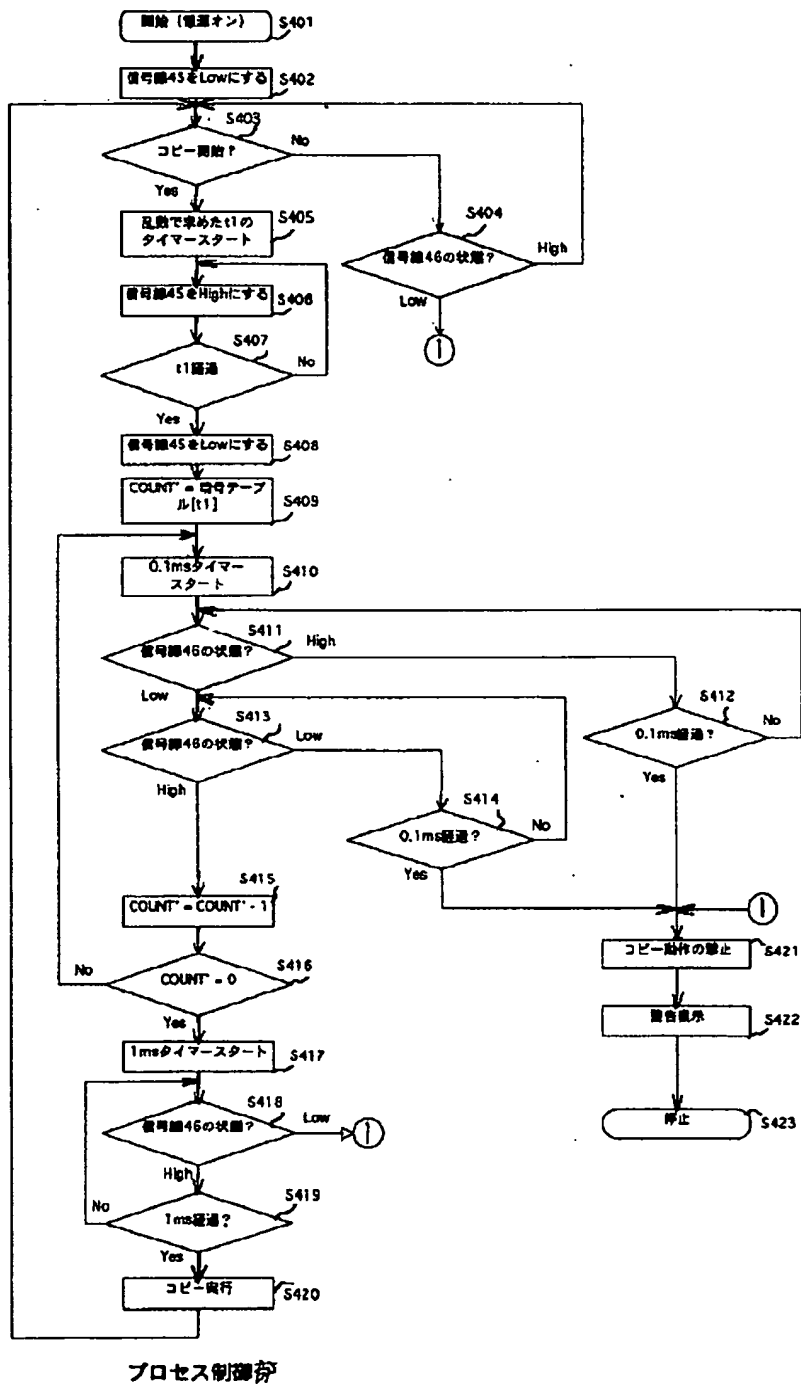 開始(電源オン)
S401
信号線45をLowにする
S402
S403
コピー開始?
No
Yes
S404
信号線46の状態?
High
Low
1
乱数で求めたt1の
タイマースタート
S405
信号線45をHighにする
S406
S407
t1経過
No
Yes
信号線45をLowにする
S408
COUNT' = 暗号テーブ
ル[t1]
S409
0.1msタイマー
スタート
S410
S411
信号線46の状態?
High
Low
S412
0.1ms経過?
No
Yes
S413
信号線46の状態?
Low
High
S414
0.1ms経過?
No
Yes
1
S415
COUNT' = COUNT' - 1
S416
COUNT' = 0
No
Yes
コピー動作の禁止
S421
警告表示
S422
停止
S423
1msタイマースタート
S417
S418
信号線46の状態?
Low
1
High
S419
1ms経過?
No
Yes
コピー実行
S420
プロセス制御部